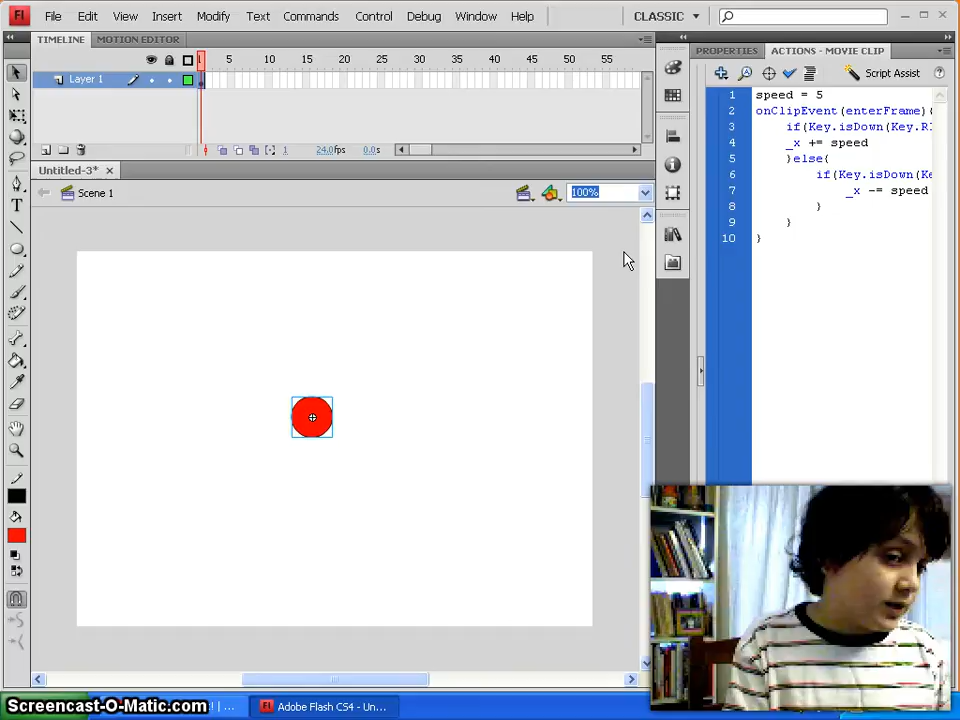 Fl File Edit View Insert Modify Text Commands Control Debug Window Help CLASSIC
TIMELINE MOTION EDITOR
PROPERTIES ACTIONS - MOVIE CLIP
1 5 10 15 20 25 30 35 40 45 50 55
Script Assist
Layer 1
1 24.0fps 0.0s
Untitled-3*
Scene 1
100%
1 speed = 5
2 onClipEvent(enterFrame){
3 if(Key.isDown(Key.RI
4 _x += speed
5 }else{
6 if(Key.isDown(Ke
7 _x -= speed
8 }
9 }
10 }
T
Screencast-O-Matic.com
! | ...
Fl Adobe Flash CS4 - Un...